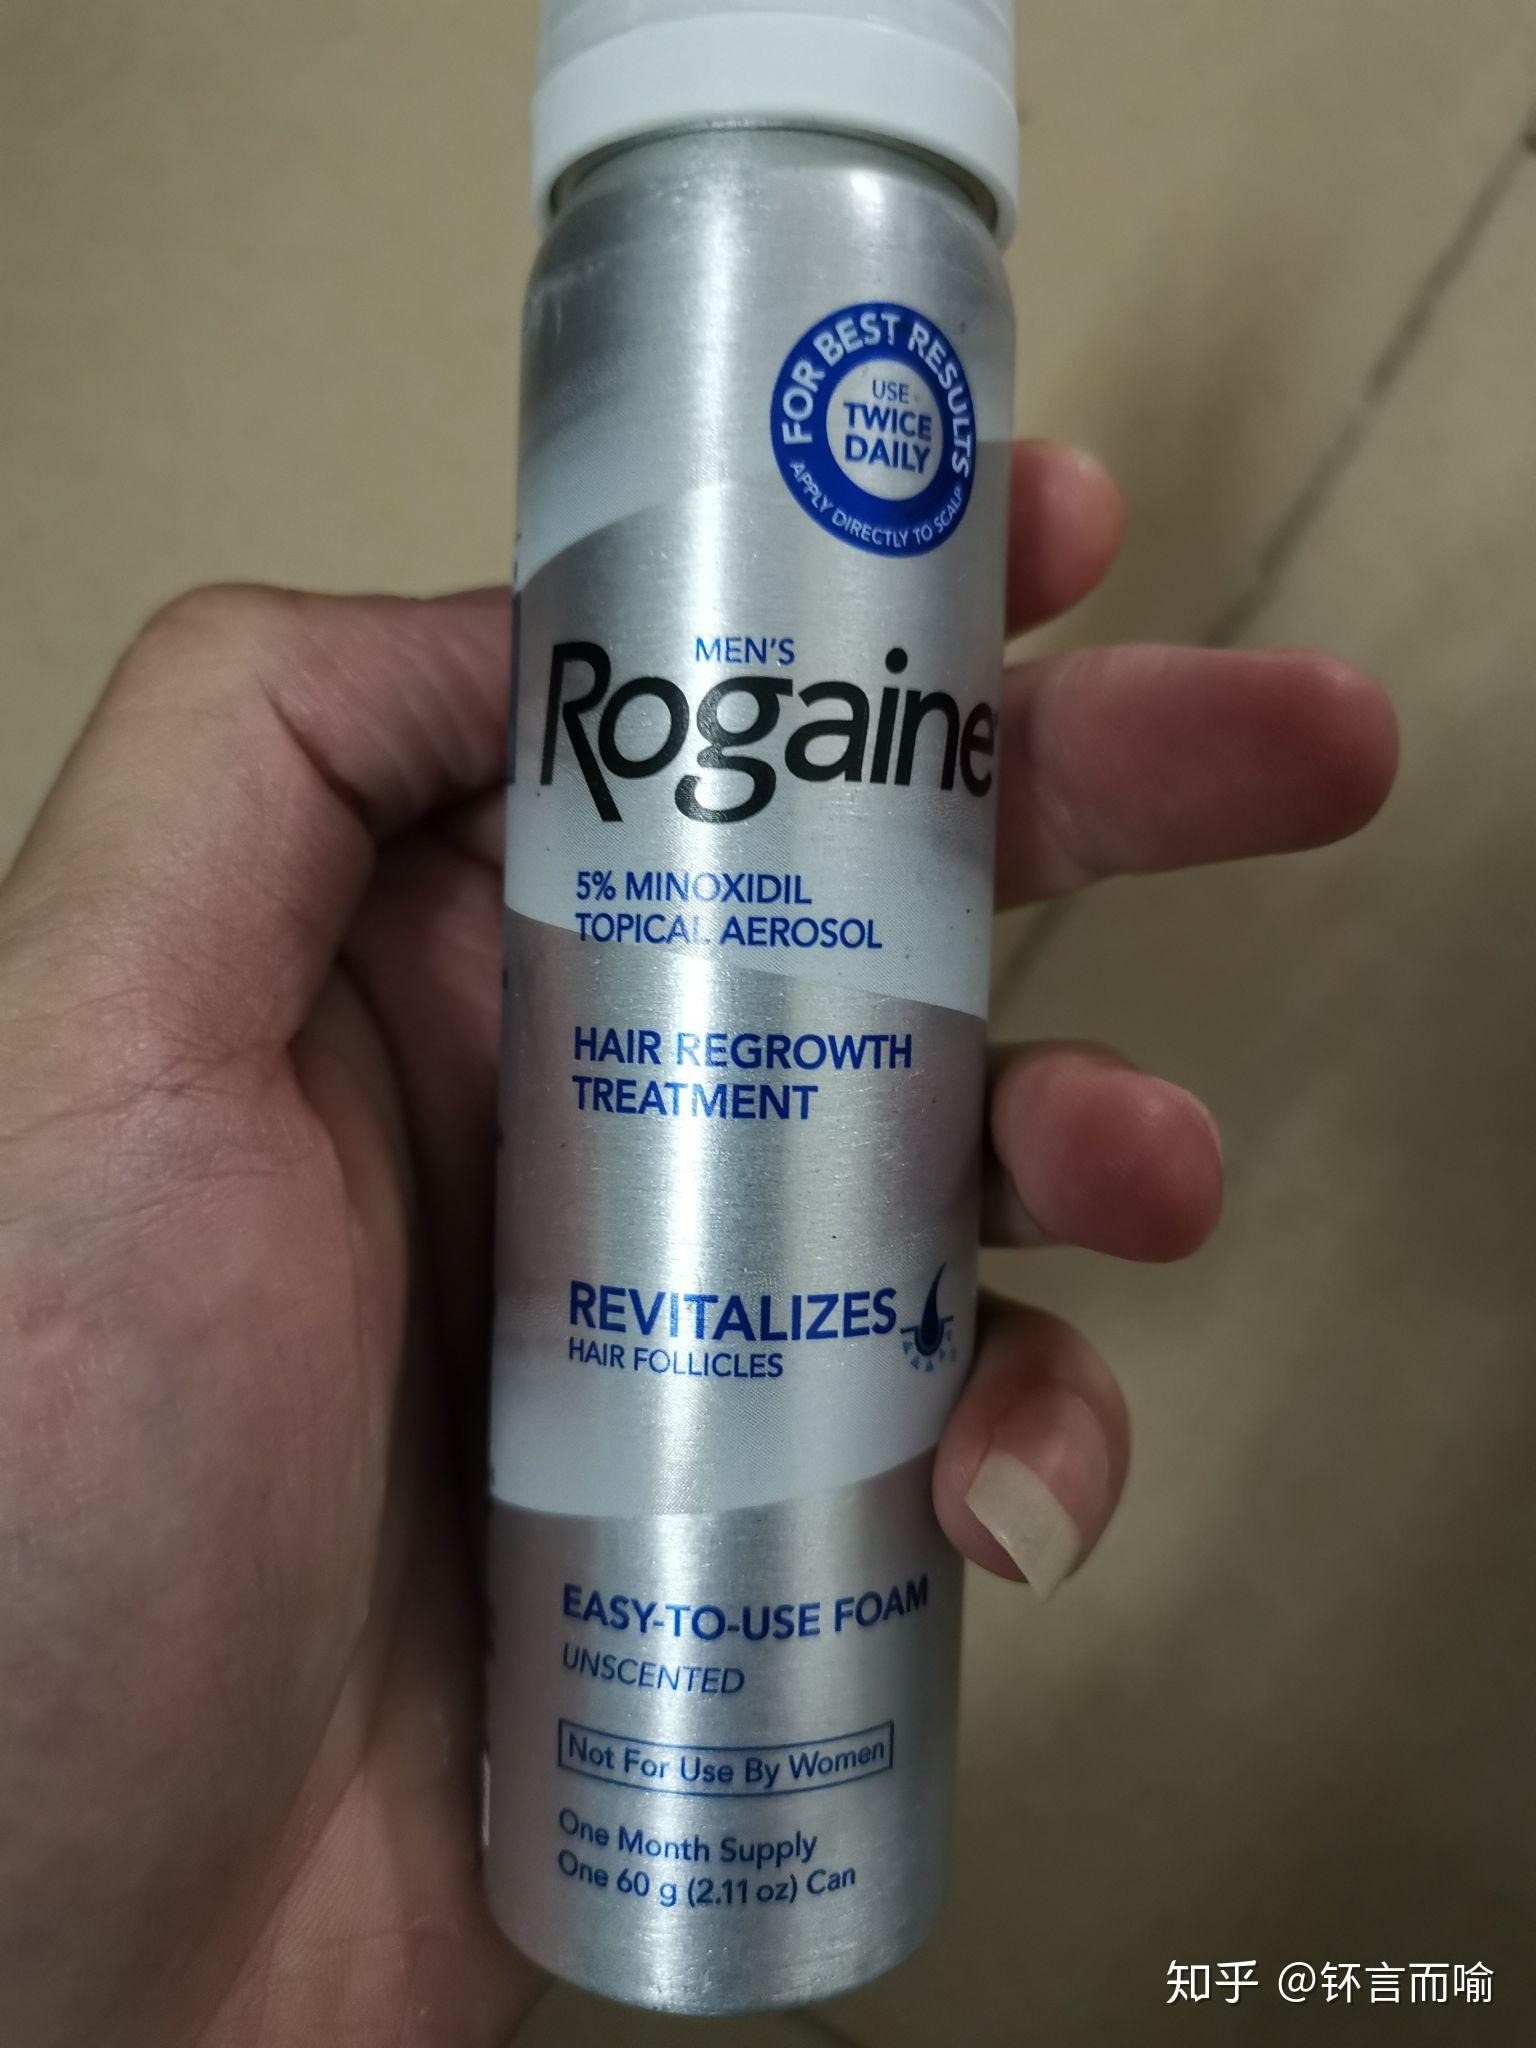 FOR BEST RESULTS
USE
TWICE
DAILY
APPLY DIRECTLY TO SCALP
MEN'S
Rogaine
5% MINOXIDIL
TOPICAL AEROSOL
HAIR REGROWTH
TREATMENT
REVITALIZES
HAIR FOLLICLES
EASY-TO-USE FOAM
UNSCENTED
Not For Use By Women
One Month Supply
One 60 g (2.11 oz) Can
知乎 @钚言而喻